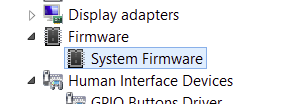 Display adapters
Firmware
System Firmware
Human Interface Devices
GPIO Buttons Driver